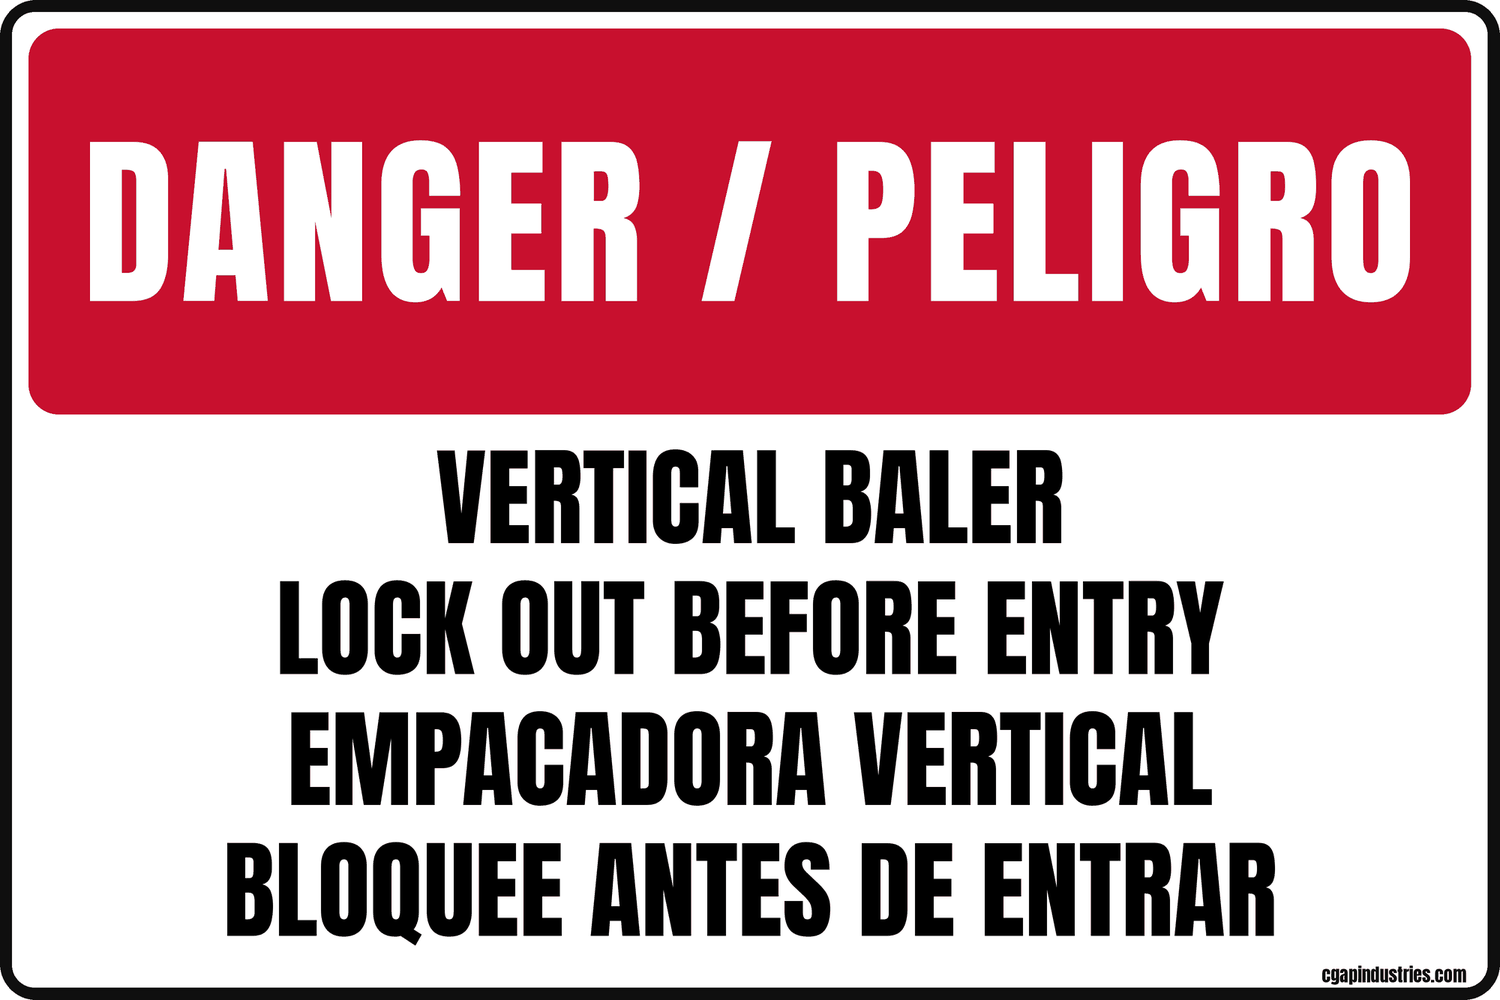 DANGER / PELIGRO
VERTICAL BALER
LOCK OUT BEFORE ENTRY
EMPACADORA VERTICAL
BLOQUEE ANTES DE ENTRAR
cgapindustries.com